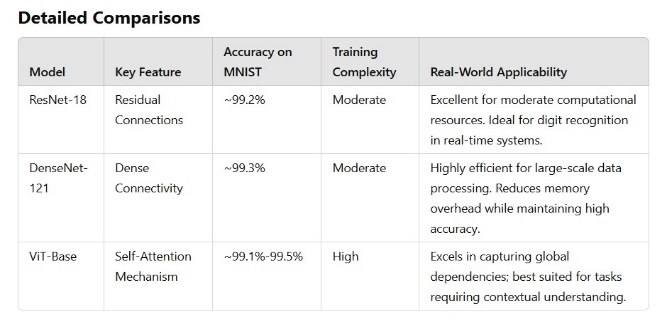 Detailed Comparisons
Model
Key Feature
Accuracy on
MNIST
Training
Complexity
Real-World Applicability
ResNet-18
Residual
Connections
~99.2%
Moderate
Excellent for moderate computational
resources. Ideal for digit recognition
in real-time systems.
DenseNet-
121
Dense
Connectivity
~99.3%
Moderate
Highly efficient for large-scale data
processing. Reduces memory
overhead while maintaining high
accuracy.
ViT-Base
Self-Attention
Mechanism
~99.1%-99.5%
High
Excels in capturing global
dependencies; best suited for tasks
requiring contextual understanding.